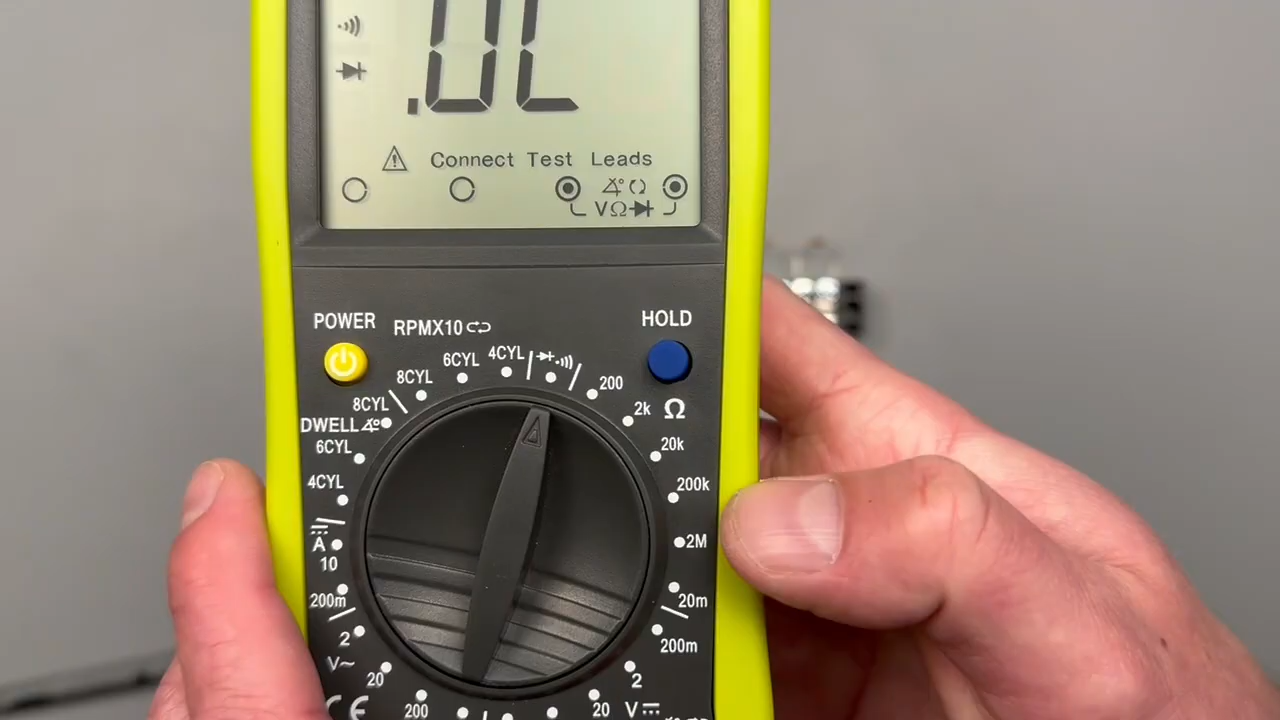 .0L
Connect Test Leads
VΩ
POWER
RPMX10
HOLD
4CYL
6CYL
8CYL
200
8CYL
2k
Ω
DWELL
6CYL
20k
4CYL
200k
A
2M
10
200m
20m
2
200m
V~
20
2
CE
200
20
V